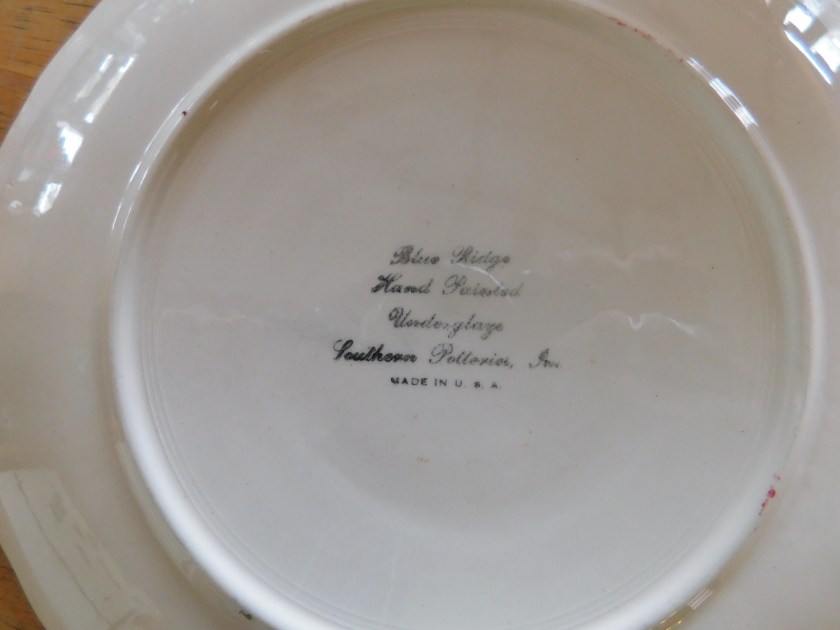 Blue Ridge
Hand Painted
Underglaze
Southern Potteries, Inc.
MADE IN U. S. A.